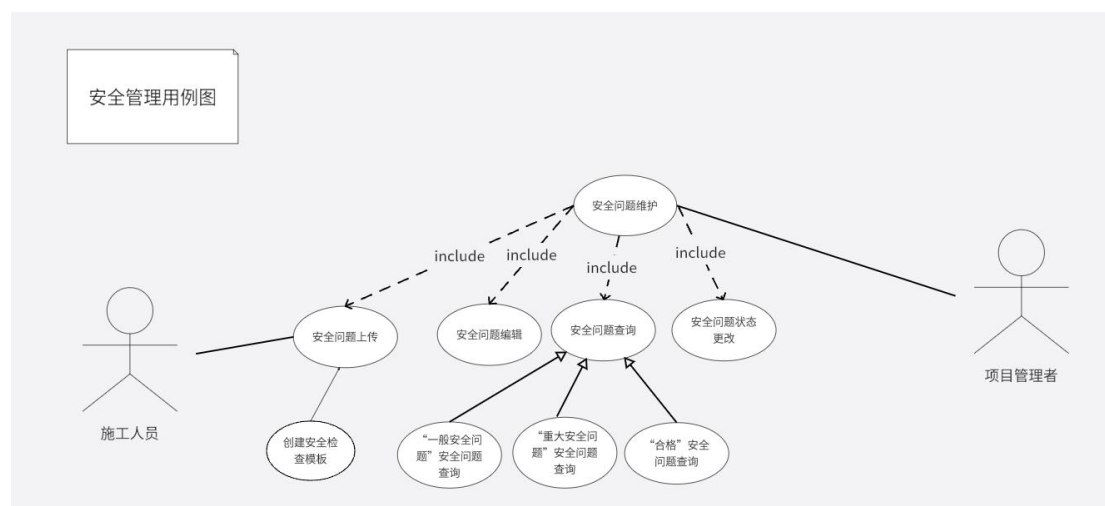 安全管理用例图
安全问题维护
include
include
include
include
安全问题上传
安全问题编辑
安全问题查询
安全问题状态
更改
施工人员
项目管理者
创建安全检
查模板
“一般安全问
题”安全问题
查询
“重大安全问
题”安全问题
查询
“合格”安全
问题查询